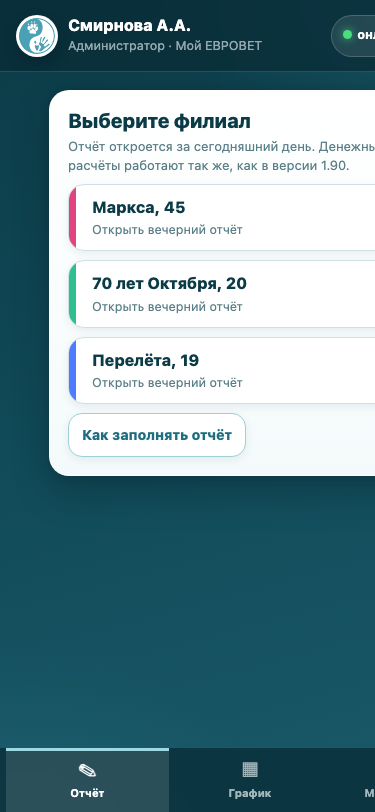 Смирнова А.А.
Администратор · Мой ЕВРОВЕТ
онл
Выберите филиал
Отчёт откроется за сегодняшний день. Денежны
расчёты работают так же, как в версии 1.90.
Маркса, 45
Открыть вечерний отчёт
70 лет Октября, 20
Открыть вечерний отчёт
Перелёта, 19
Открыть вечерний отчёт
Как заполнять отчёт
Отчёт
График
М